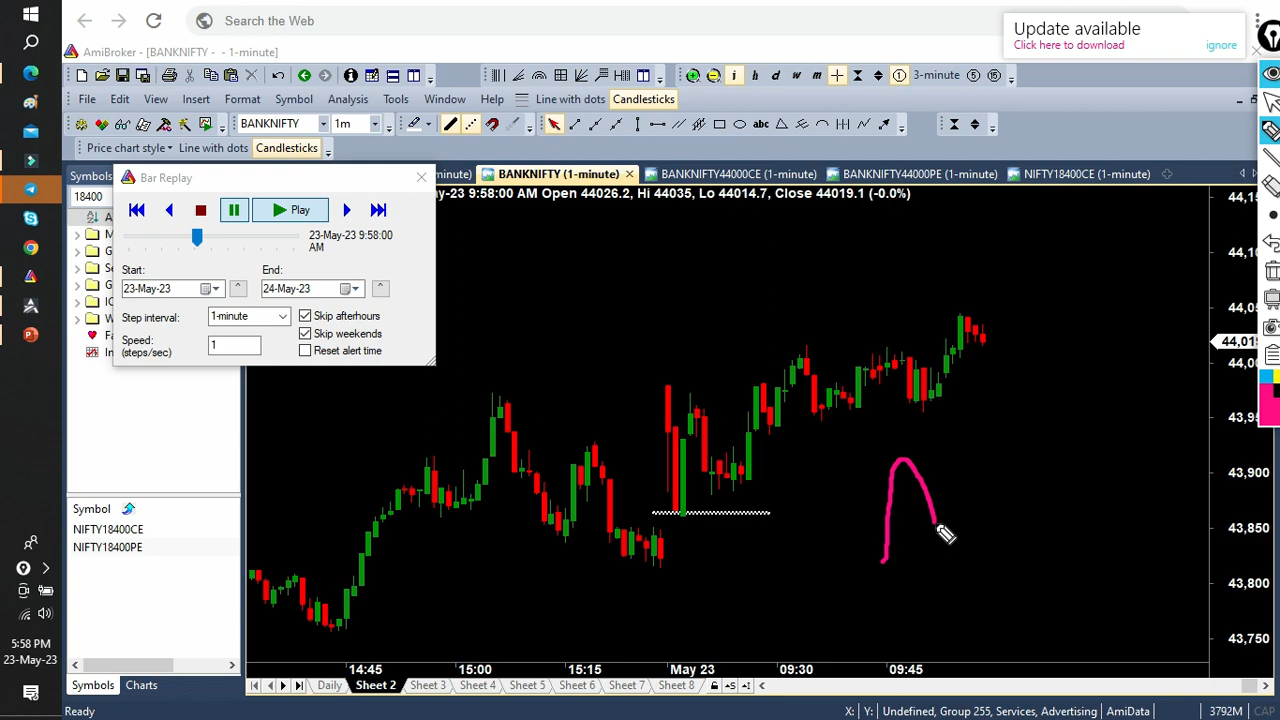 Search the Web
Update available
Click here to download
ignore
AmiBroker - [BANKNITY - - 1-minute]
i b d w m
3-minute
File Edit View Insert Format Symbol Analysis Tools Window Help
Line with dots
Candlesticks
BANKNIFTY
1m
abc
Price chart style
Line with dots
Candlesticks
Symbols
18400
Bar Replay
BANKNIFTY (1-minute)
BANKNIFTY44000CE (1-minute)
BANKNIFTY44000PE (1-minute)
NIFTY18400CE (1-minute)
May-23 9:58:00 AM Open 44026.2, Hi 44035, Lo 44014.7, Close 44019.1 (-0.0%)
Play
23-May-23 9:58:00
AM
Start:
End:
23-May-23
24-May-23
Step interval:
1-minute
Skip afterhours
Skip weekends
Speed:
(steps/sec)
1
Reset alert time
43,900
43,850
43,800
43,750
Symbol
NIFTY18400CE
NIFTY18400PE
14:45
15:00
15:15
May 23
09:30
09:45
Symbols
Charts
Daily
Sheet 2
Sheet 3
Sheet 4
Sheet 5
Sheet 6
Sheet 7
Sheet 8
5:58 PM
23-May-23
Ready
X:
Y:
Undefined, Group 255, Services, Advertising
AmiData
3792M
CAP